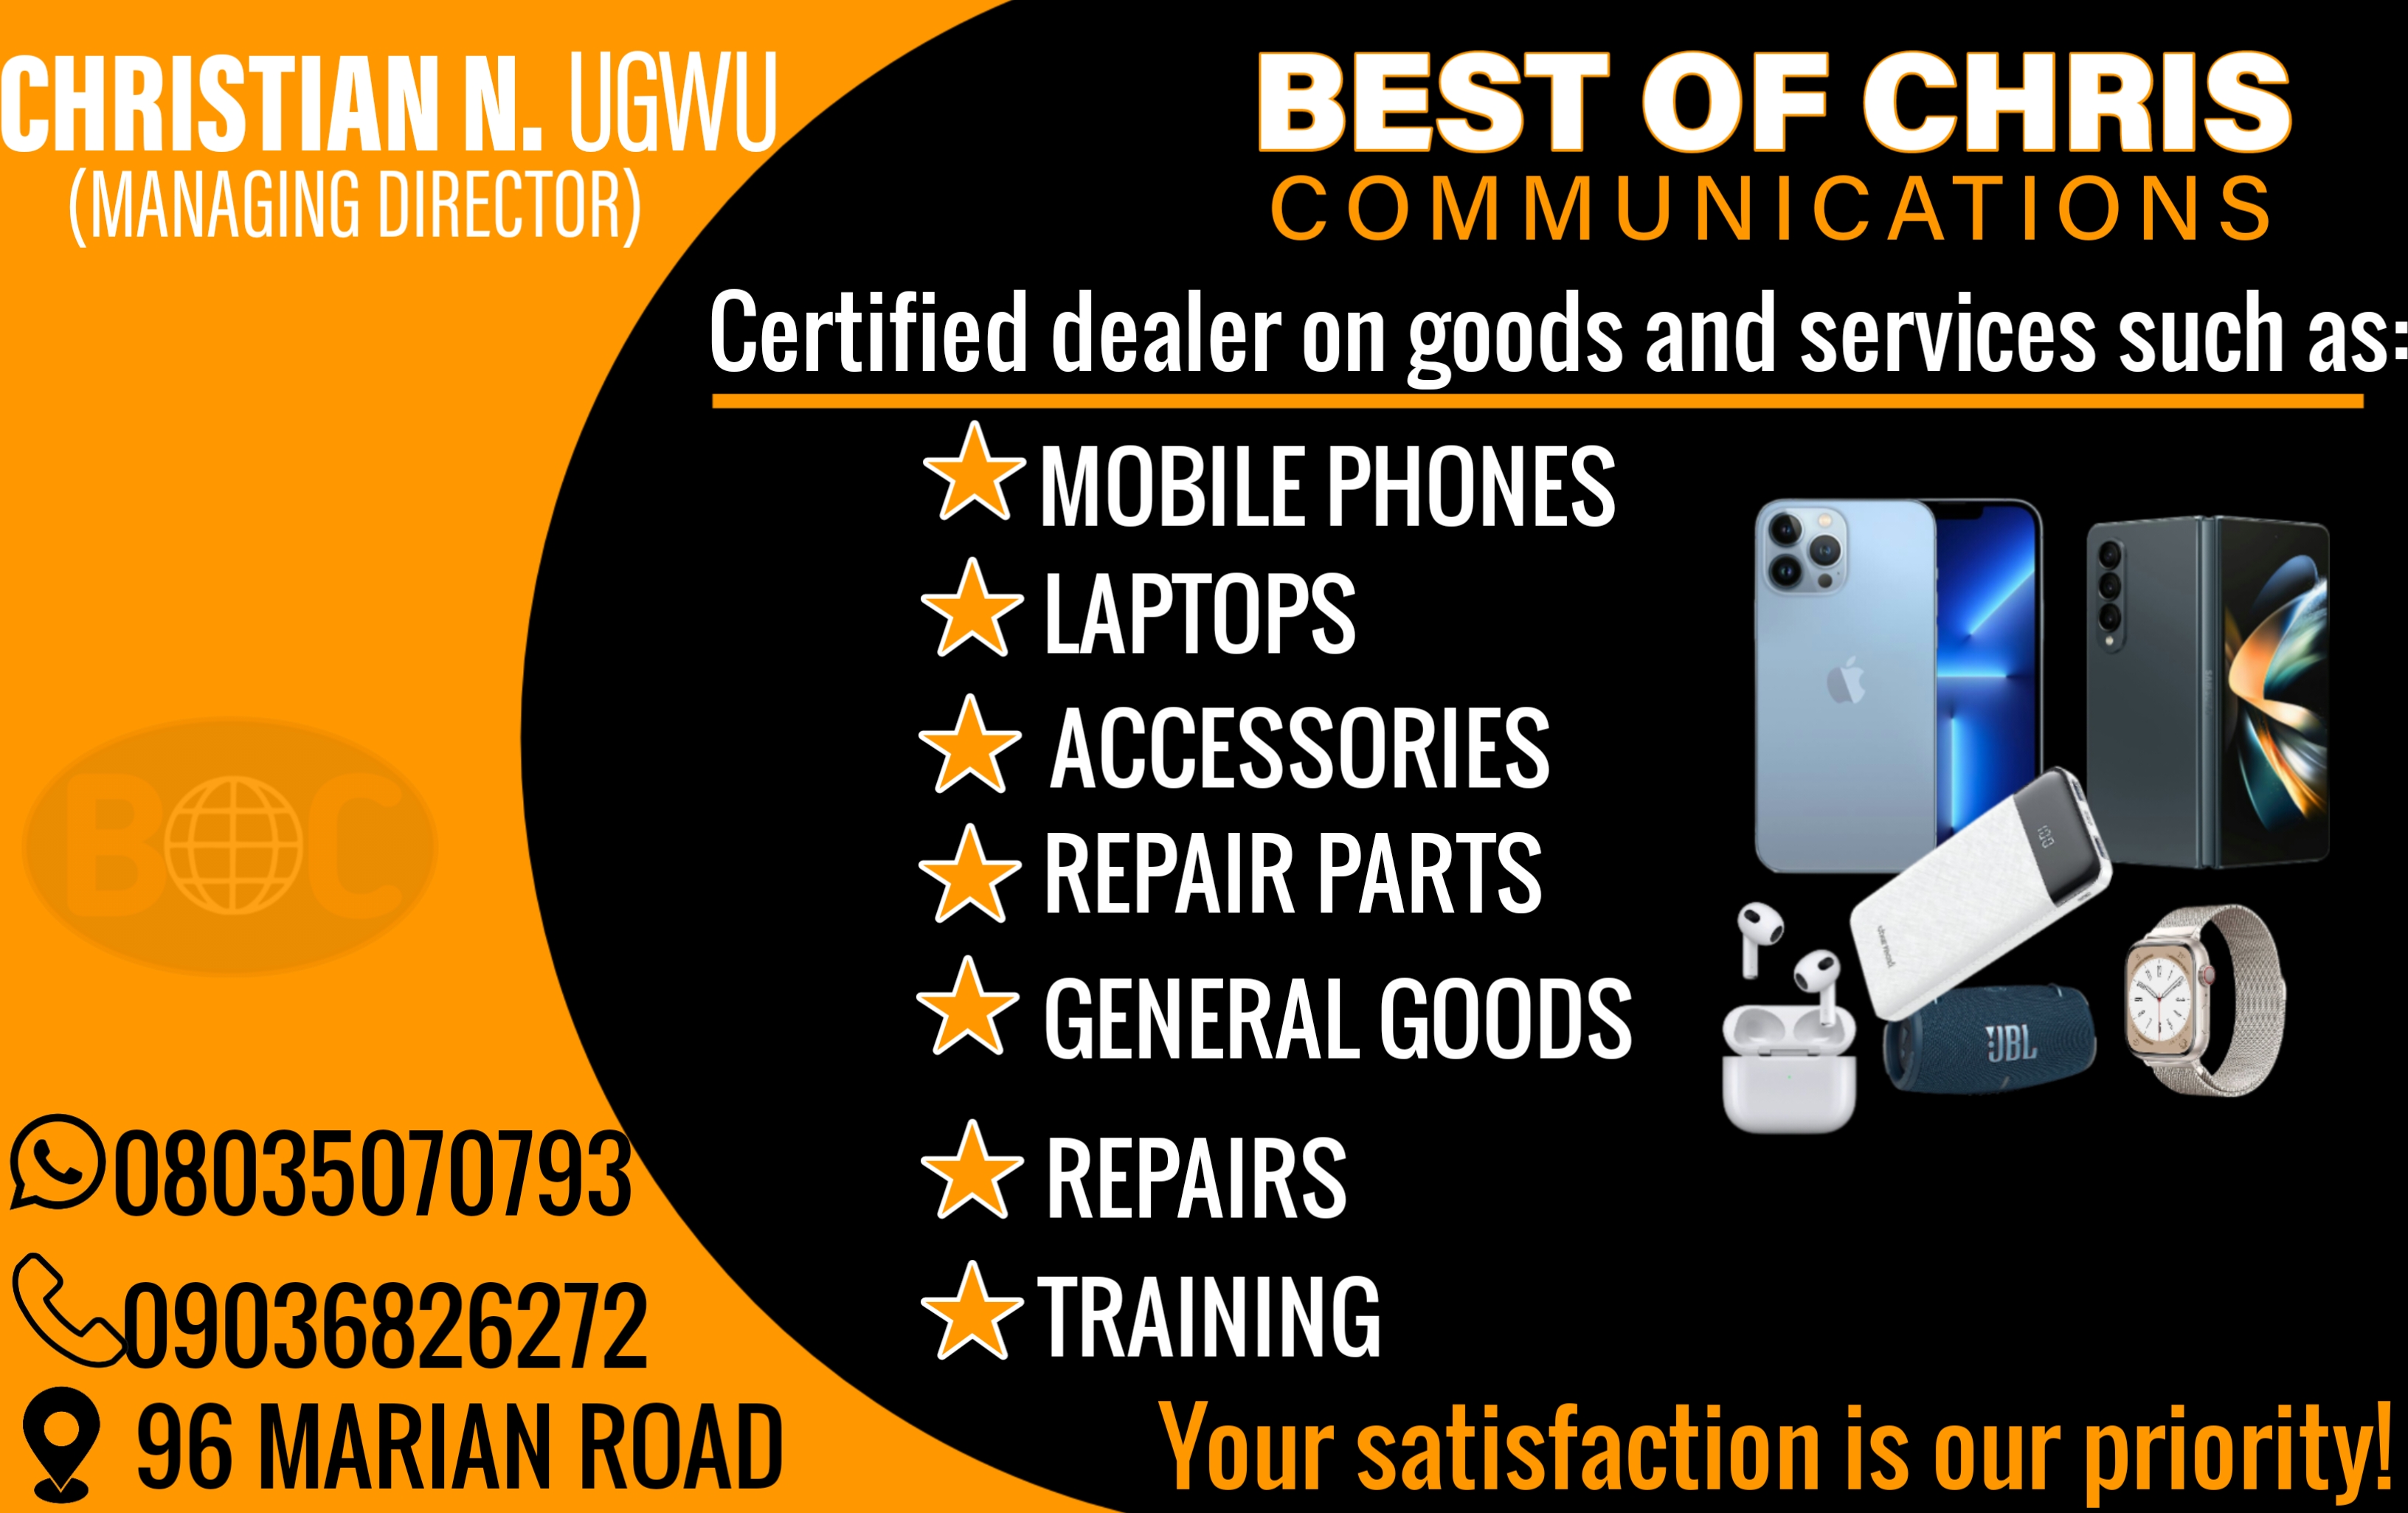 CHRISTIAN N. UGWU
(MANAGING DIRECTOR)
BEST OF CHRIS
COMMUNICATIONS
Certified dealer on goods and services such as:
MOBILE PHONES
LAPTOPS
ACCESSORIES
REPAIR PARTS
GENERAL GOODS
REPAIRS
TRAINING
100
JBL
B C
08035070793
09036826272
96 MARIAN ROAD
Your satisfaction is our priority!